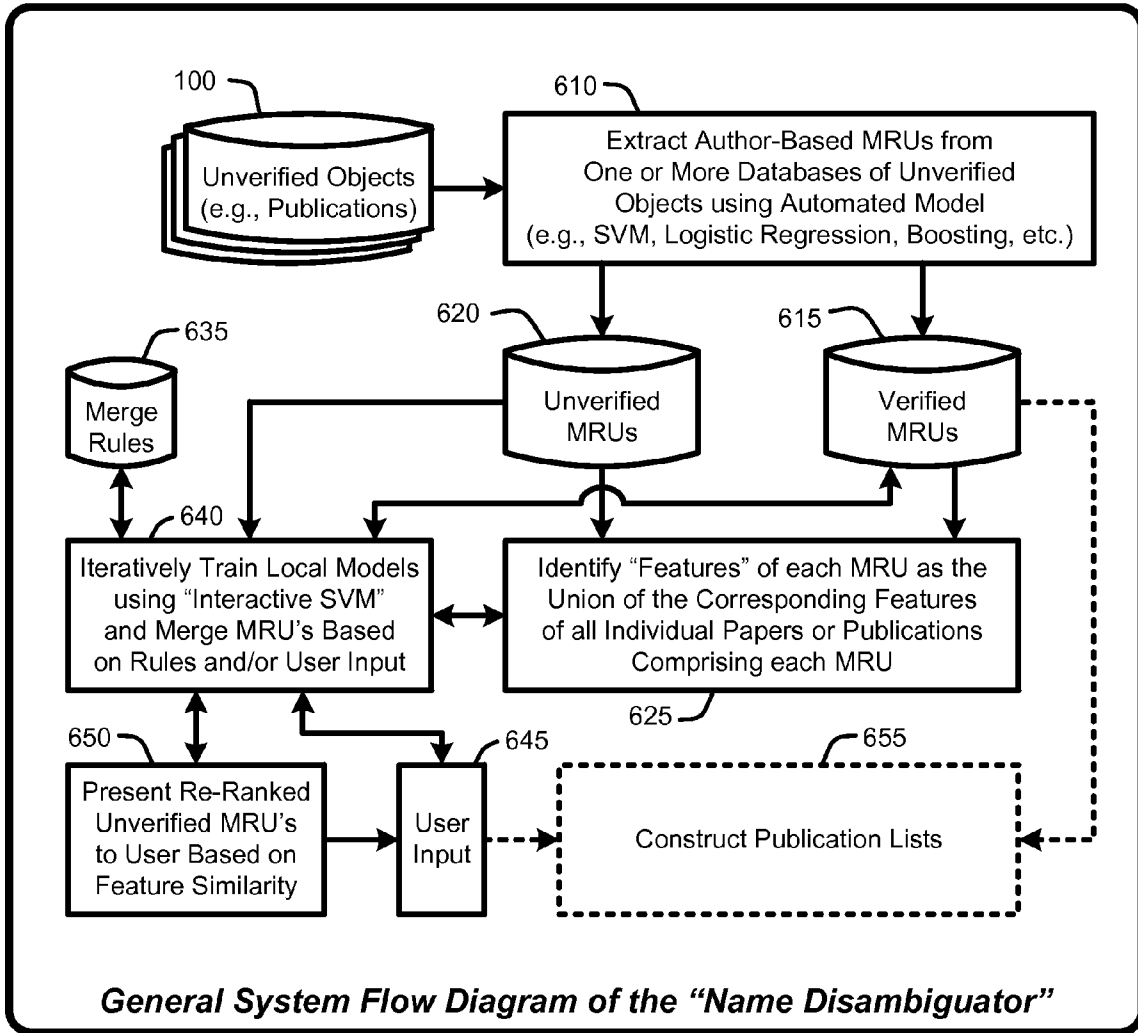 100
610
Unverified Objects
(e.g., Publications)
Extract Author-Based MRUs from
One or More Databases of Unverified
Objects using Automated Model
(e.g., SVM, Logistic Regression, Boosting, etc.)
635
620
615
Merge
Rules
Unverified
MRUs
Verified
MRUs
640
Iteratively Train Local Models
using “Interactive SVM”
and Merge MRU’s Based
on Rules and/or User Input
Identify “Features” of each MRU as the
Union of the Corresponding Features
of all Individual Papers or Publications
Comprising each MRU
625
650
645
655
Present Re-Ranked
Unverified MRU’s
to User Based on
Feature Similarity
User
Input
Construct Publication Lists
General System Flow Diagram of the “Name Disambiguator”